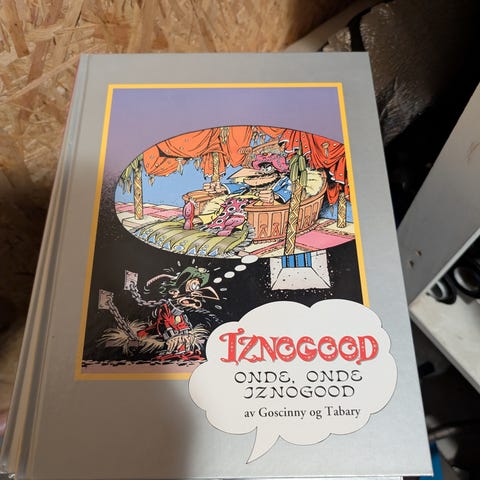 IZNOGOOD
ONDE, ONDE
IZNOGOOD
av Goscinny og Tabary